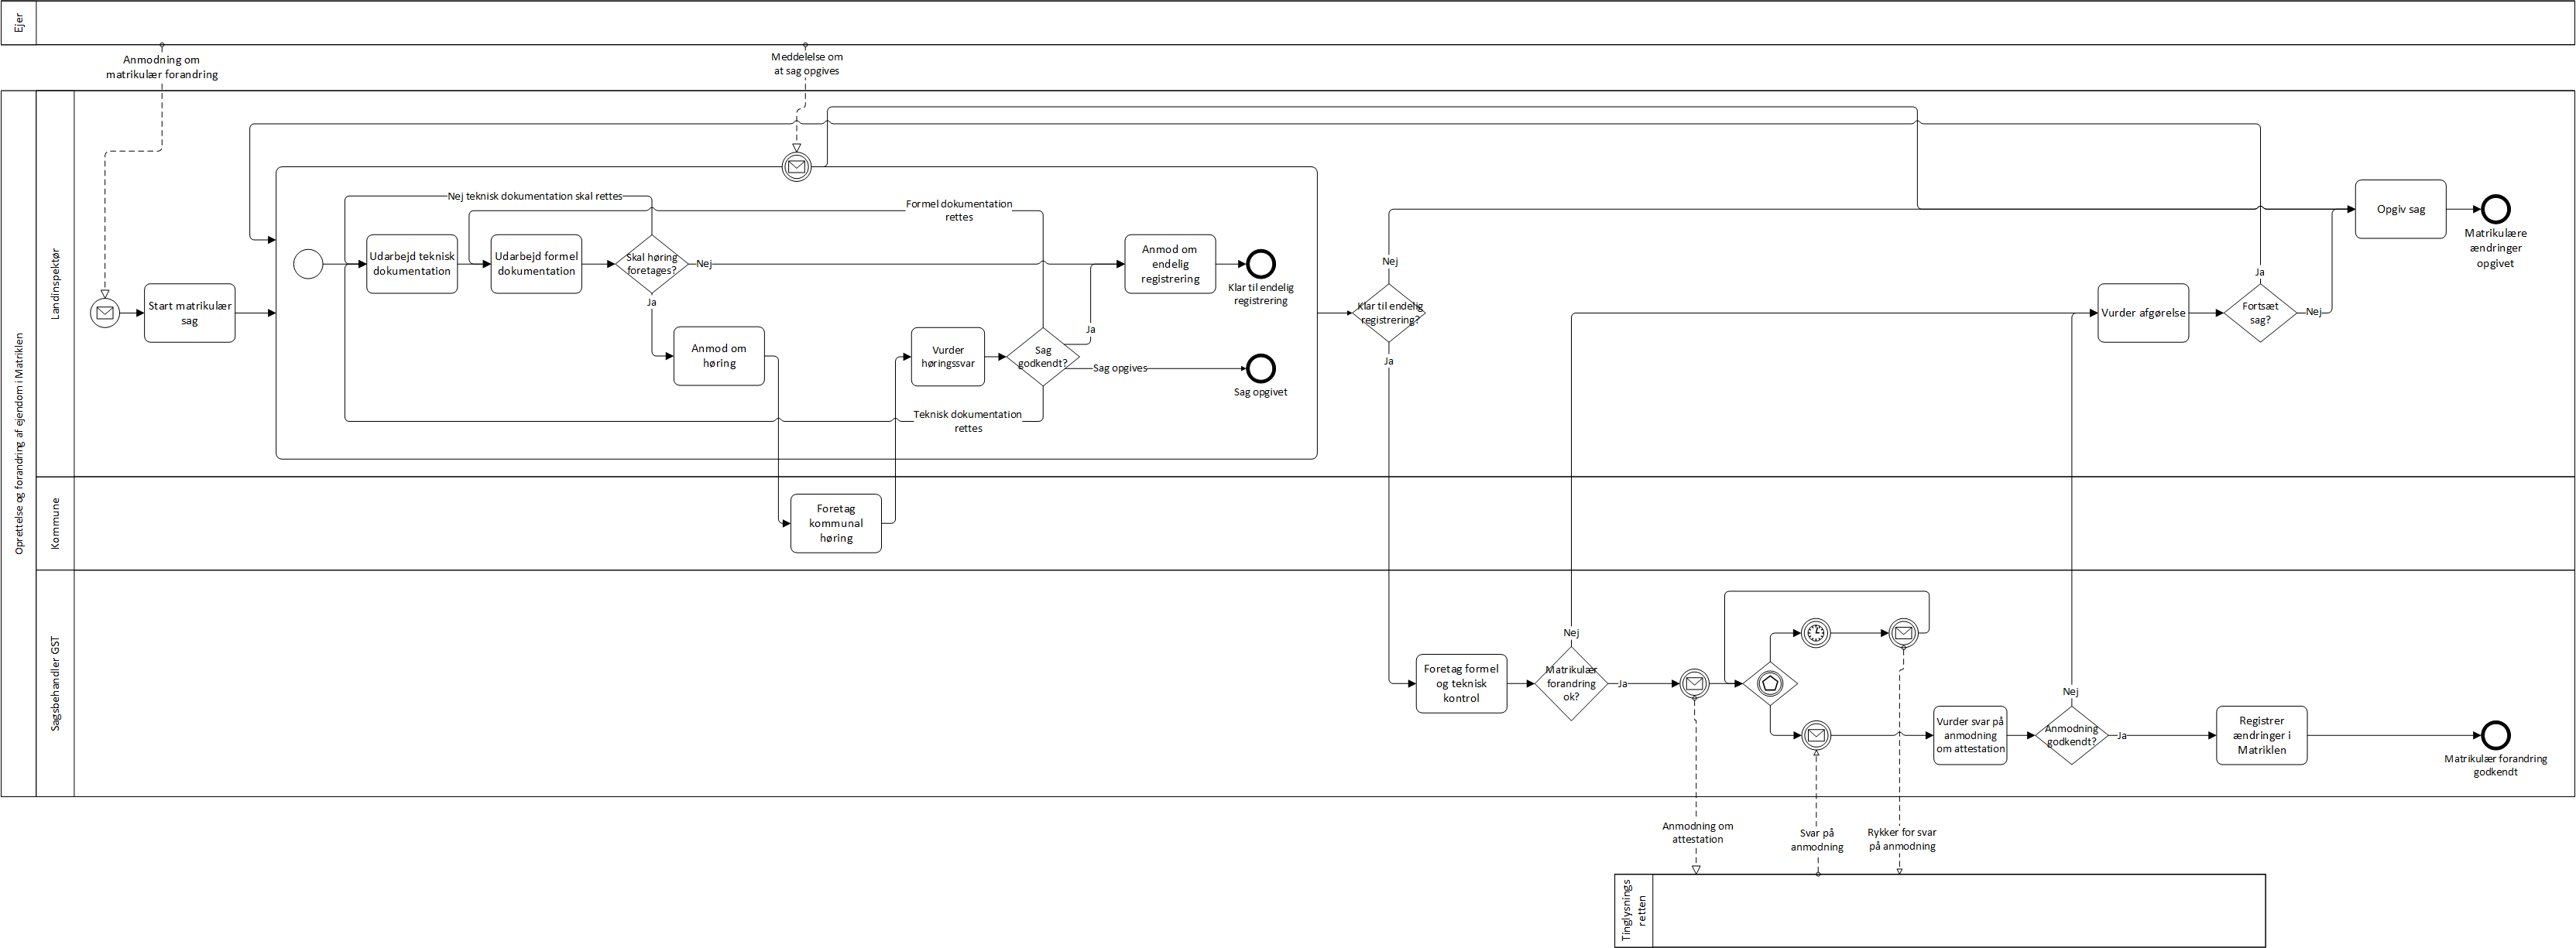 Ejer
Anmodning om
matrikulær forandring
Meddelelse om
at sag opgives
Oprettelse og forandring af ejendom i Matriklen
Landinspektør
Start matrikulær
sag
Nej teknisk dokumentation skal rettes
Formel dokumentation
rettes
Udarbejd teknisk
dokumentation
Udarbejd formel
dokumentation
Skal høring
foretages?
Nej
Ja
Anmod om
høring
Vurder
høringssvar
Sag
godkendt?
Ja
Sag opgives
Teknisk dokumentation
rettes
Anmod om
endelig
registrering
Klar til endelig
registrering
Sag opgivet
Nej
Klar til endelig
registrering?
Ja
Vurder afgørelse
Ja
Fortsæt
sag?
Nej
Opgiv sag
Matrikulære
ændringer
opgivet
Kommune
Foretag
kommunal
høring
Sagsbehandler GST
Foretag formel
og teknisk
kontrol
Nej
Matrikulær
forandring
ok?
Ja
Vurder svar på
anmodning
om attestation
Nej
Anmodning
godkendt?
Ja
Registrer
ændringer i
Matriklen
Matrikulær forandring
godkendt
Anmodning om
attestation
Svar på
anmodning
Rykker for svar
på anmodning
Tinglysnings
retten